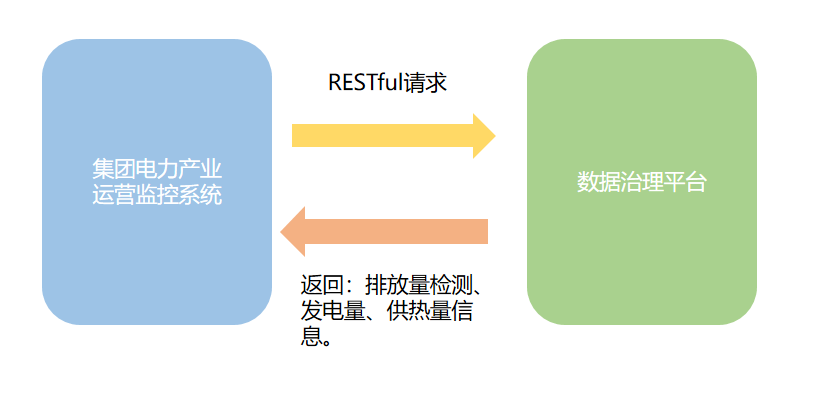 RESTful请求
集团电力产业
运营监控系统
数据治理平台
返回：排放量检测、
发电量、供热量信
息。